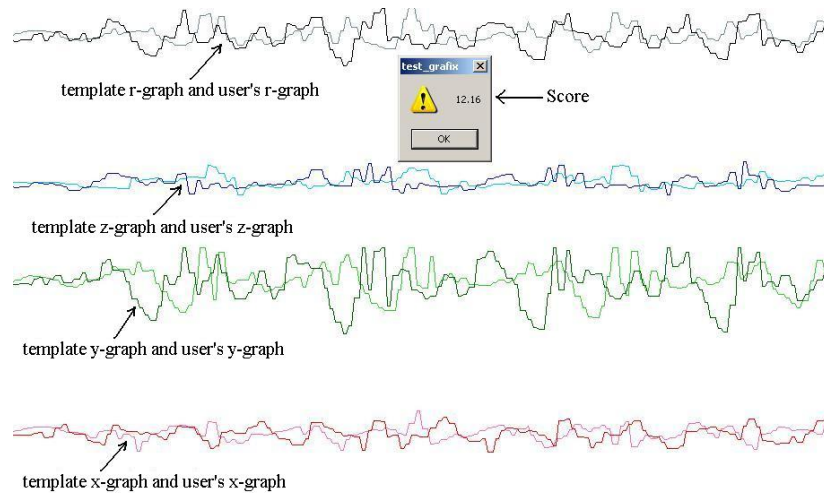 test_grafix
template r-graph and user's r-graph
12.16
Score
OK
template z-graph and user's z-graph
template y-graph and user's y-graph
template x-graph and user's x-graph